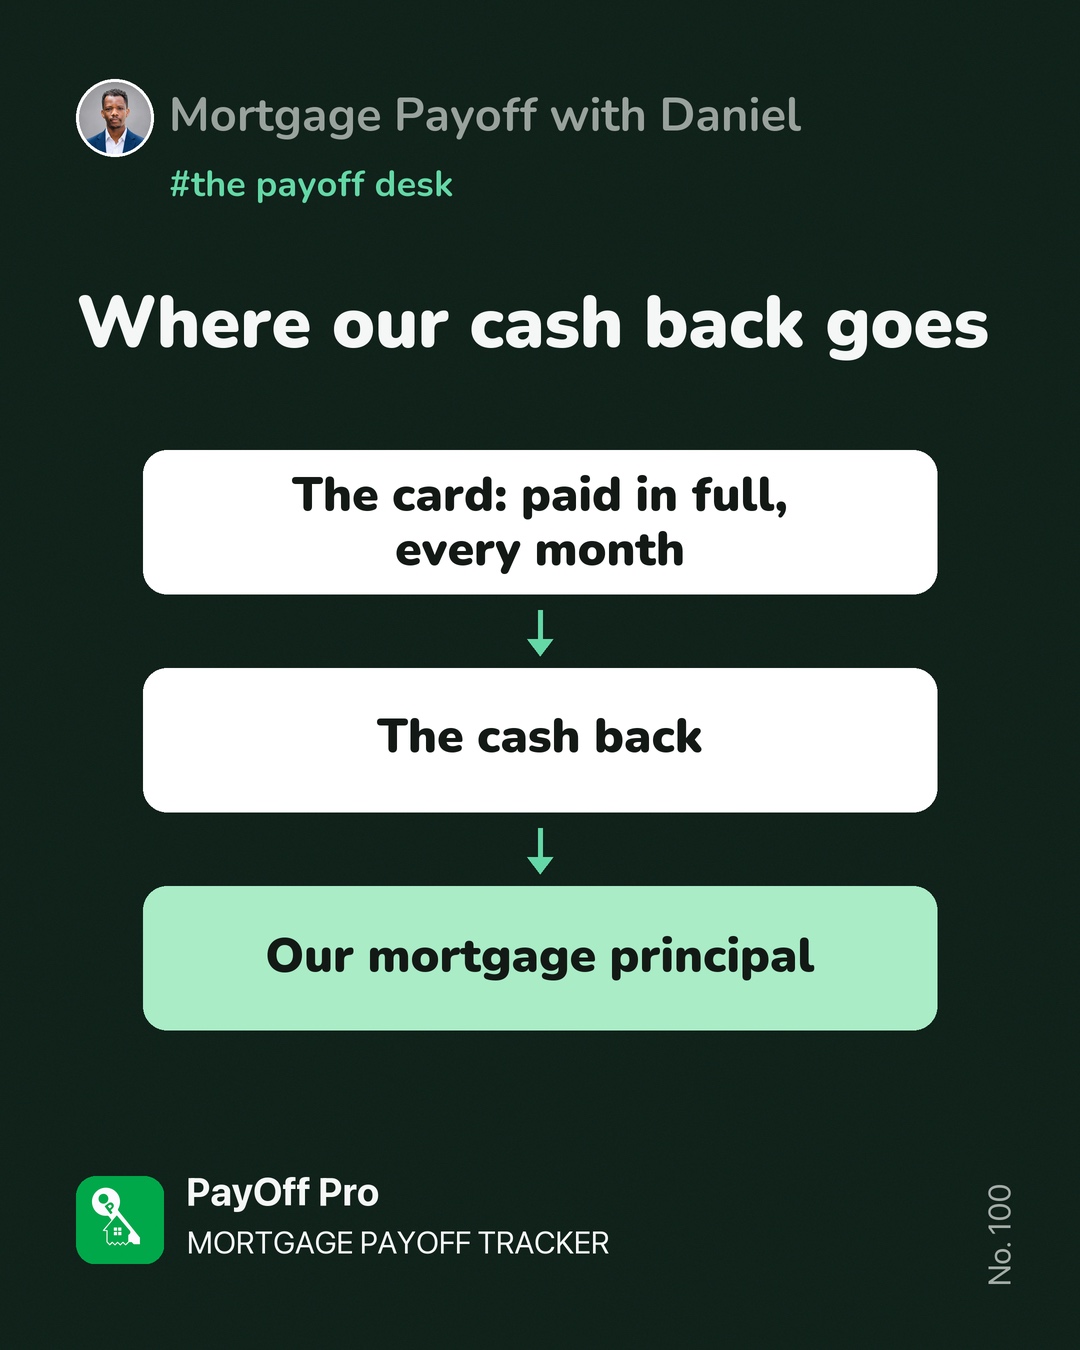 Mortgage Payoff with Daniel
#the payoff desk
Where our cash back goes
The card: paid in full,
every month
The cash back
Our mortgage principal
PayOff Pro
MORTGAGE PAYOFF TRACKER
No. 100